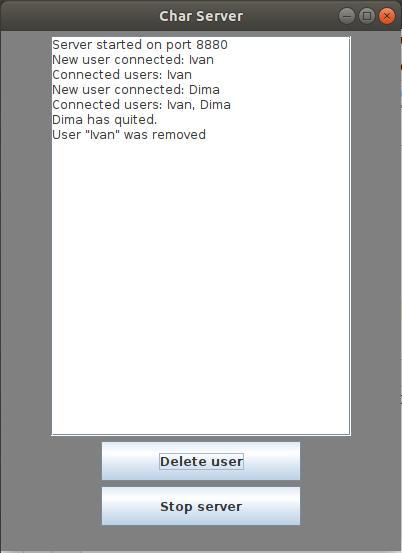 Char Server
Server started on port 8880
New user connected: Ivan
Connected users: Ivan
New user connected: Dima
Connected users: Ivan, Dima
Dima has quited.
User "Ivan" was removed
Delete user
Stop server